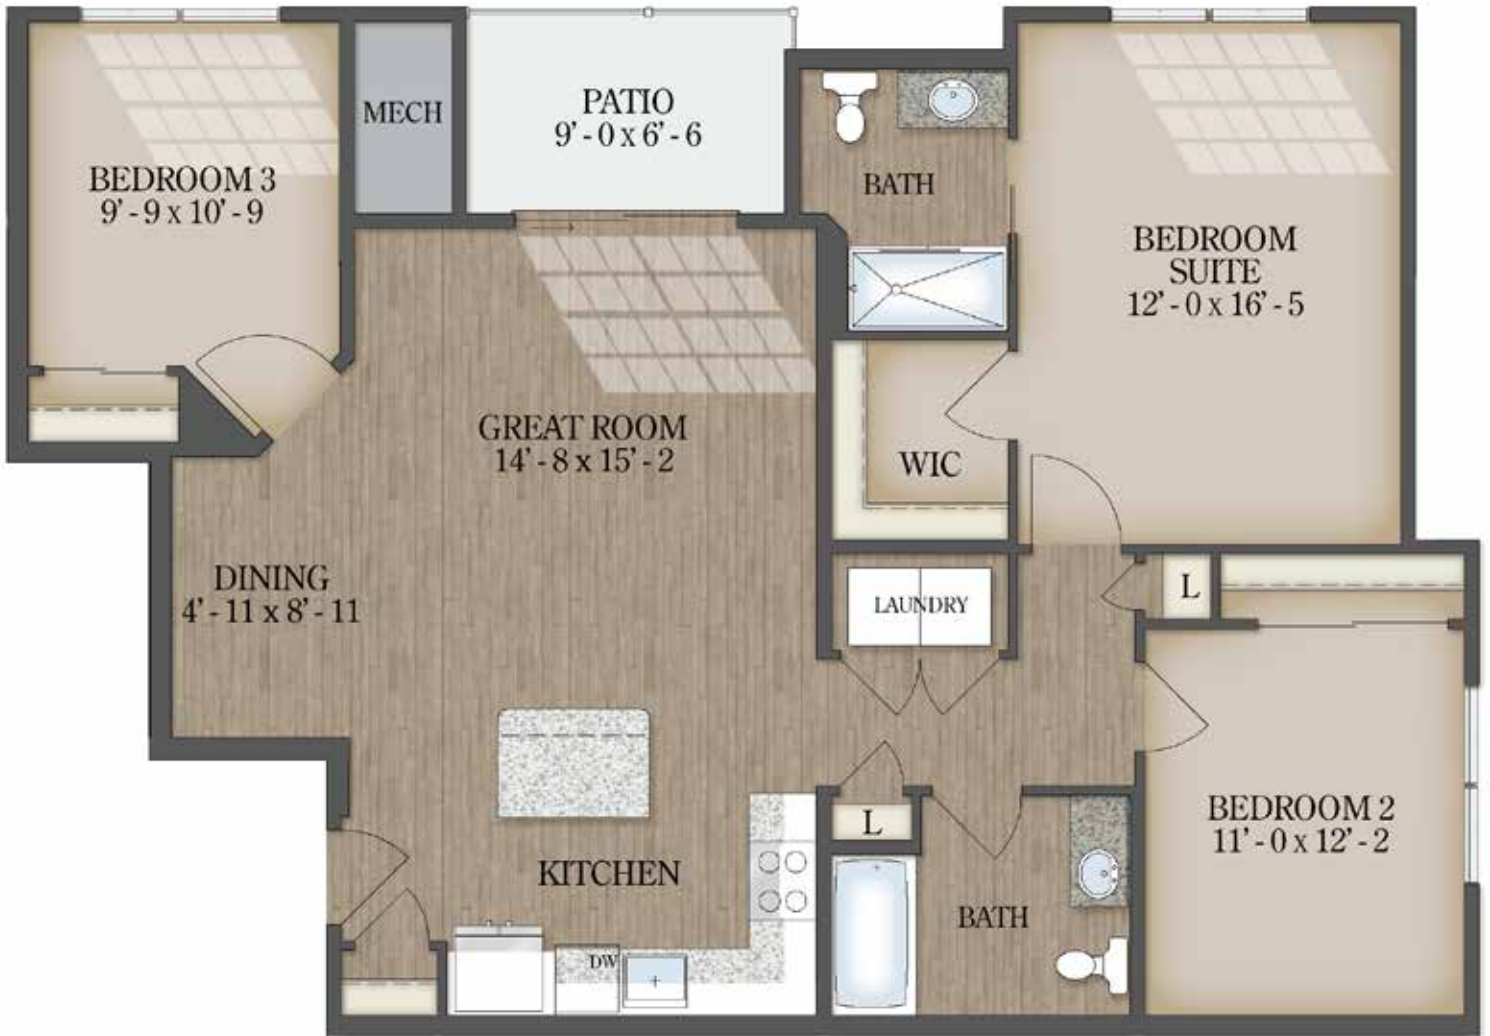 BEDROOM 3
9' - 9 x 10' - 9
MECH
PATIO
9' - 0 x 6' - 6
BATH
BEDROOM
SUITE
12' - 0 x 16' - 5
GREAT ROOM
14' - 8 x 15' - 2
WIC
DINING
4' - 11 x 8' - 11
LAUNDRY
L
BEDROOM 2
11' - 0 x 12' - 2
L
KITCHEN
BATH
DW